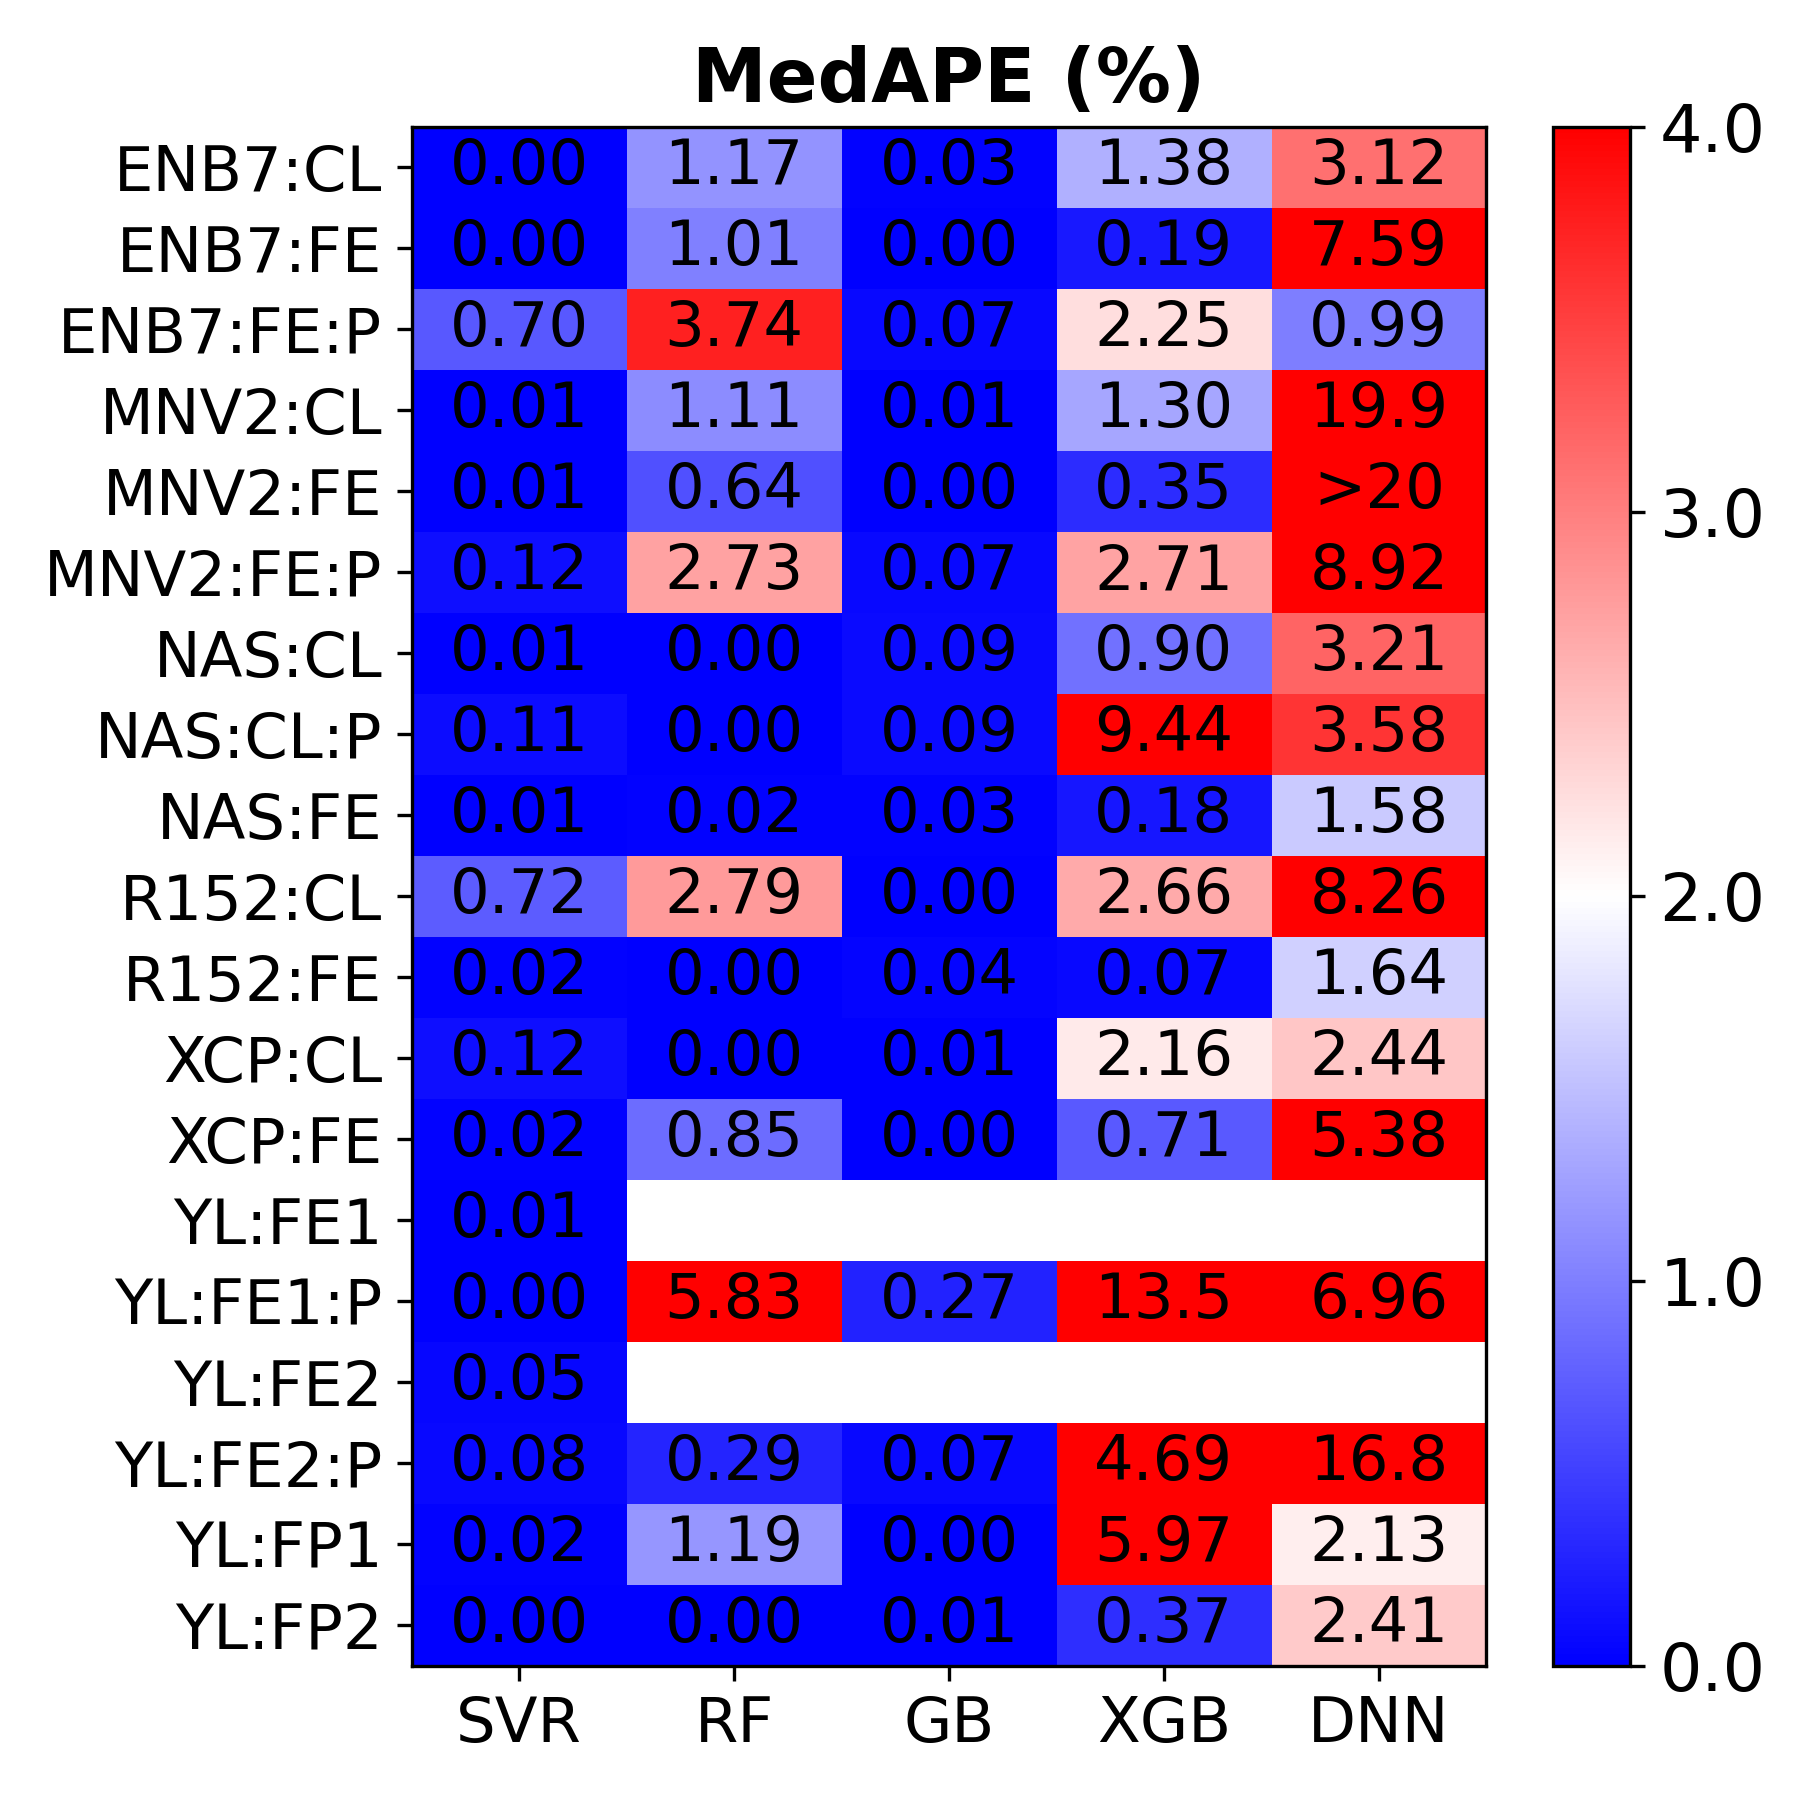 MedAPE (%)
ENB7:CL 0.00 1.17 0.03 1.38 3.12 4.0
ENB7:FE 0.00 1.01 0.00 0.19 7.59
ENB7:FE:P 0.70 3.74 0.07 2.25 0.99
MNV2:CL 0.01 1.11 0.01 1.30 19.9
MNV2:FE 0.01 0.64 0.00 0.35 >20 3.0
MNV2:FE:P 0.12 2.73 0.07 2.71 8.92
NAS:CL 0.01 0.00 0.09 0.90 3.21
NAS:CL:P 0.11 0.00 0.09 9.44 3.58
NAS:FE 0.01 0.02 0.03 0.18 1.58
R152:CL 0.72 2.79 0.00 2.66 8.26 2.0
R152:FE 0.02 0.00 0.04 0.07 1.64
XCP:CL 0.12 0.00 0.01 2.16 2.44
XCP:FE 0.02 0.85 0.00 0.71 5.38
YL:FE1 0.01
YL:FE1:P 0.00 5.83 0.27 13.5 6.96 1.0
YL:FE2 0.05
YL:FE2:P 0.08 0.29 0.07 4.69 16.8
YL:FP1 0.02 1.19 0.00 5.97 2.13
YL:FP2 0.00 0.00 0.01 0.37 2.41 0.0
SVR RF GB XGB DNN